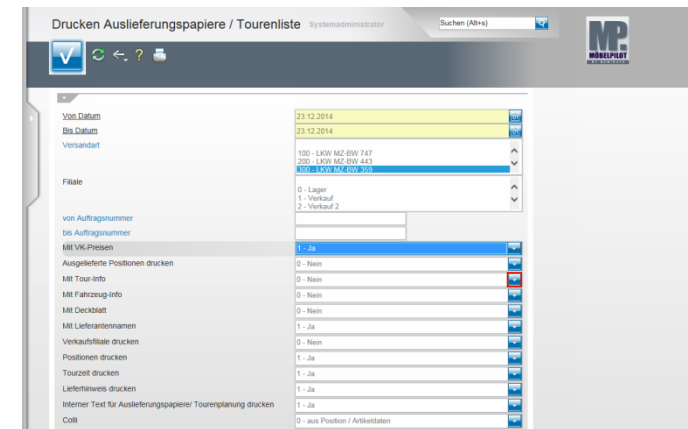 Drucken Auslieferungspapiere / Tourenliste Systemadministrator
Suchen (Alt+s)
MP.
MÖBELPILOT
Von Datum 23.12.2014
Bis Datum 23.12.2014
Versandart
100 - LKW MZ-BW 747
200 - LKW MZ-BW 443
300 - LKW MZ-BW 359
Filiale
0 - Lager
1 - Verkauf
2 - Verkauf 2
von Auftragsnummer
bis Auftragsnummer
Mit VK-Preisen 1 - Ja
Ausgelieferte Positionen drucken 0 - Nein
Mit Tour-Info 0 - Nein
Mit Fahrzeug-Info 0 - Nein
Mit Deckblatt 0 - Nein
Mit Lieferantennamen 1 - Ja
Verkaufsfiliale drucken 0 - Nein
Positionen drucken 1 - Ja
Tourzeit drucken 1 - Ja
Lieferhinweis drucken 1 - Ja
Interner Text für Auslieferungspapiere/ Tourenplanung drucken 1 - Ja
Colli 0 - aus Position / Artikeldaten